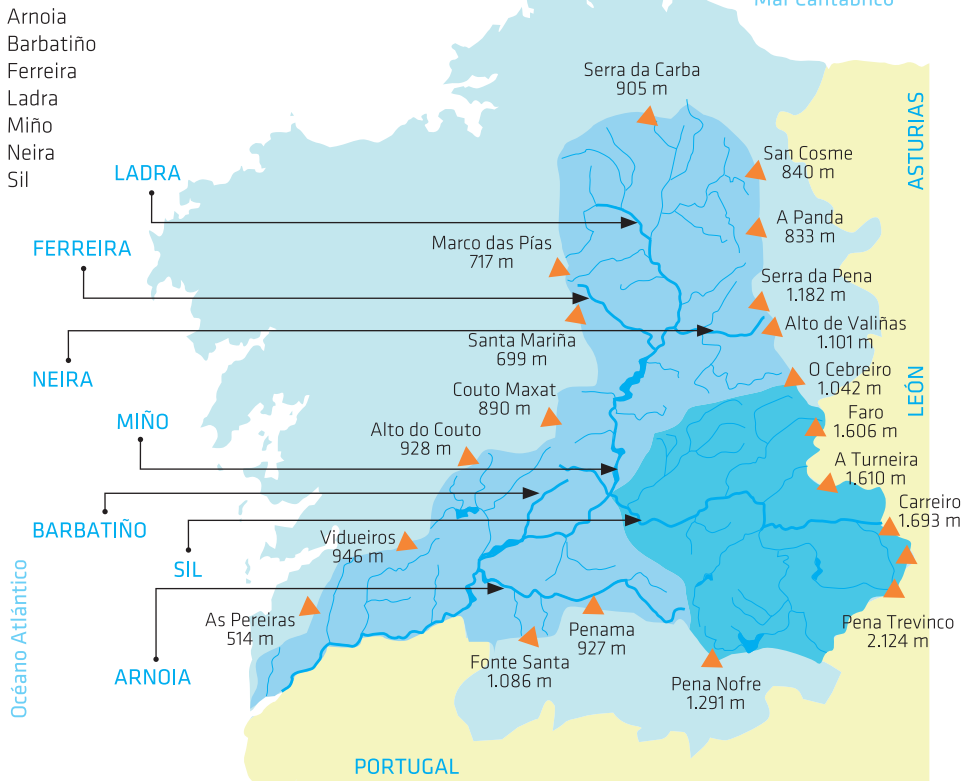 Mar Cantábrico
Arnoia
Barbatiño
Ferreira
Ladra
Miño
Neira
Sil
Serra da Carba
905 m
ASTURIAS
San Cosme
840 m
LADRA
A Panda
833 m
FERREIRA
Marco das Pías
717 m
Serra da Pena
1.182 m
Alto de Valiñas
1.101 m
Santa Mariña
699 m
NEIRA
O Cebreiro
1.042 m
LEÓN
Couto Maxat
890 m
MIÑO
Faro
1.606 m
Alto do Couto
928 m
A Turneira
1.610 m
Carreiro
1.693 m
BARBATIÑO
Vidueiros
946 m
SIL
Océano Atlántico
As Pereiras
514 m
Penama
927 m
Pena Trevinco
2.124 m
ARNOIA
Fonte Santa
1.086 m
Pena Nofre
1.291 m
PORTUGAL